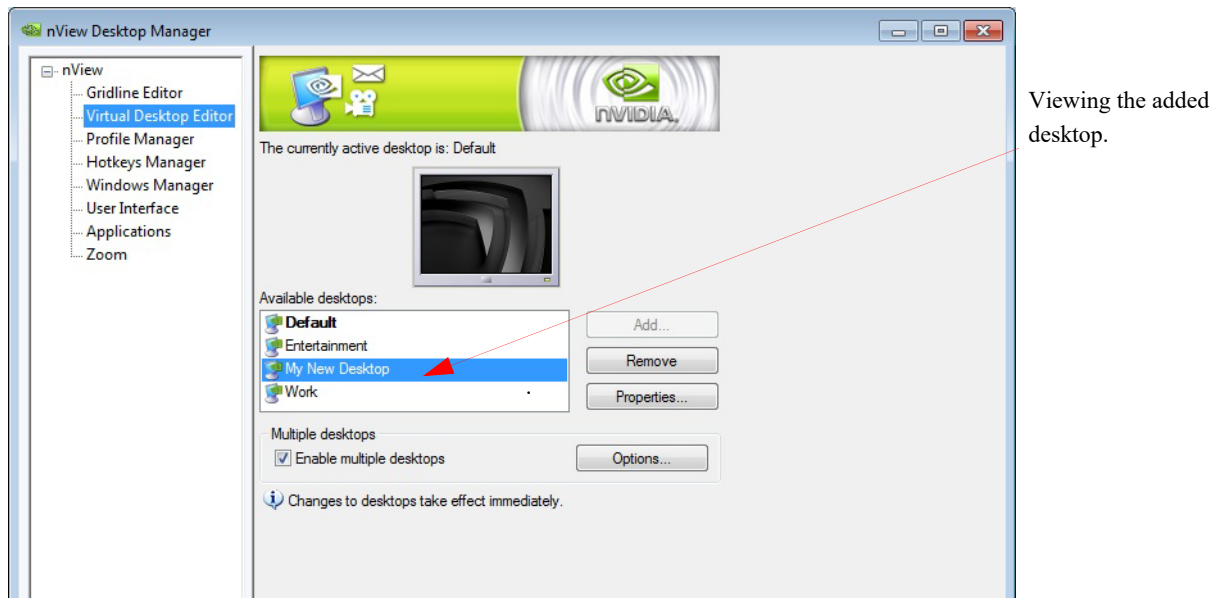 nView Desktop Manager
nView
Gridline Editor
Virtual Desktop Editor
Profile Manager
Hotkeys Manager
Windows Manager
User Interface
Applications
Zoom
NVIDIA.
The currently active desktop is: Default
Available desktops:
Default
Entertainment
My New Desktop
Work
Add...
Remove
Properties...
Multiple desktops
Enable multiple desktops
Options...
Changes to desktops take effect immediately.
Viewing the added
desktop.